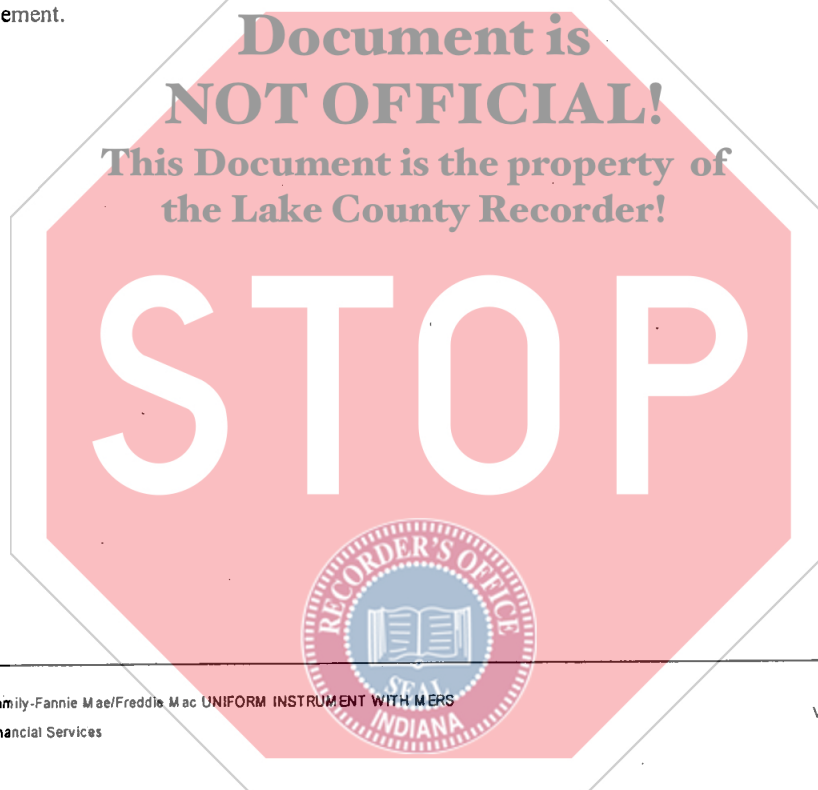 ement.
Document is
NOT OFFICIAL!
This Document is the property of
the Lake County Recorder!
STOP
RECORDER'S OFFICE
SEAL
INDIANA
mily-Fannie Mae/Freddie Mac UNIFORM INSTRUMENT WITH MERS
nancial Services